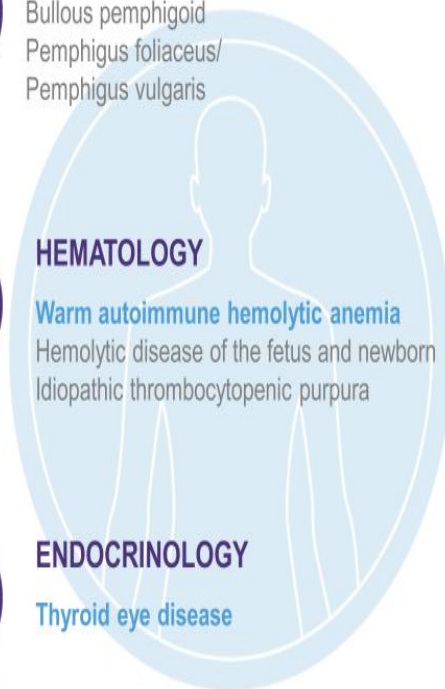 Bullous pemphigoid
Pemphigus foliaceus/
Pemphigus vulgaris
HEMATOLOGY
Warm autoimmune hemolytic anemia
Hemolytic disease of the fetus and newborn
Idiopathic thrombocytopenic purpura
ENDOCRINOLOGY
Thyroid eye disease